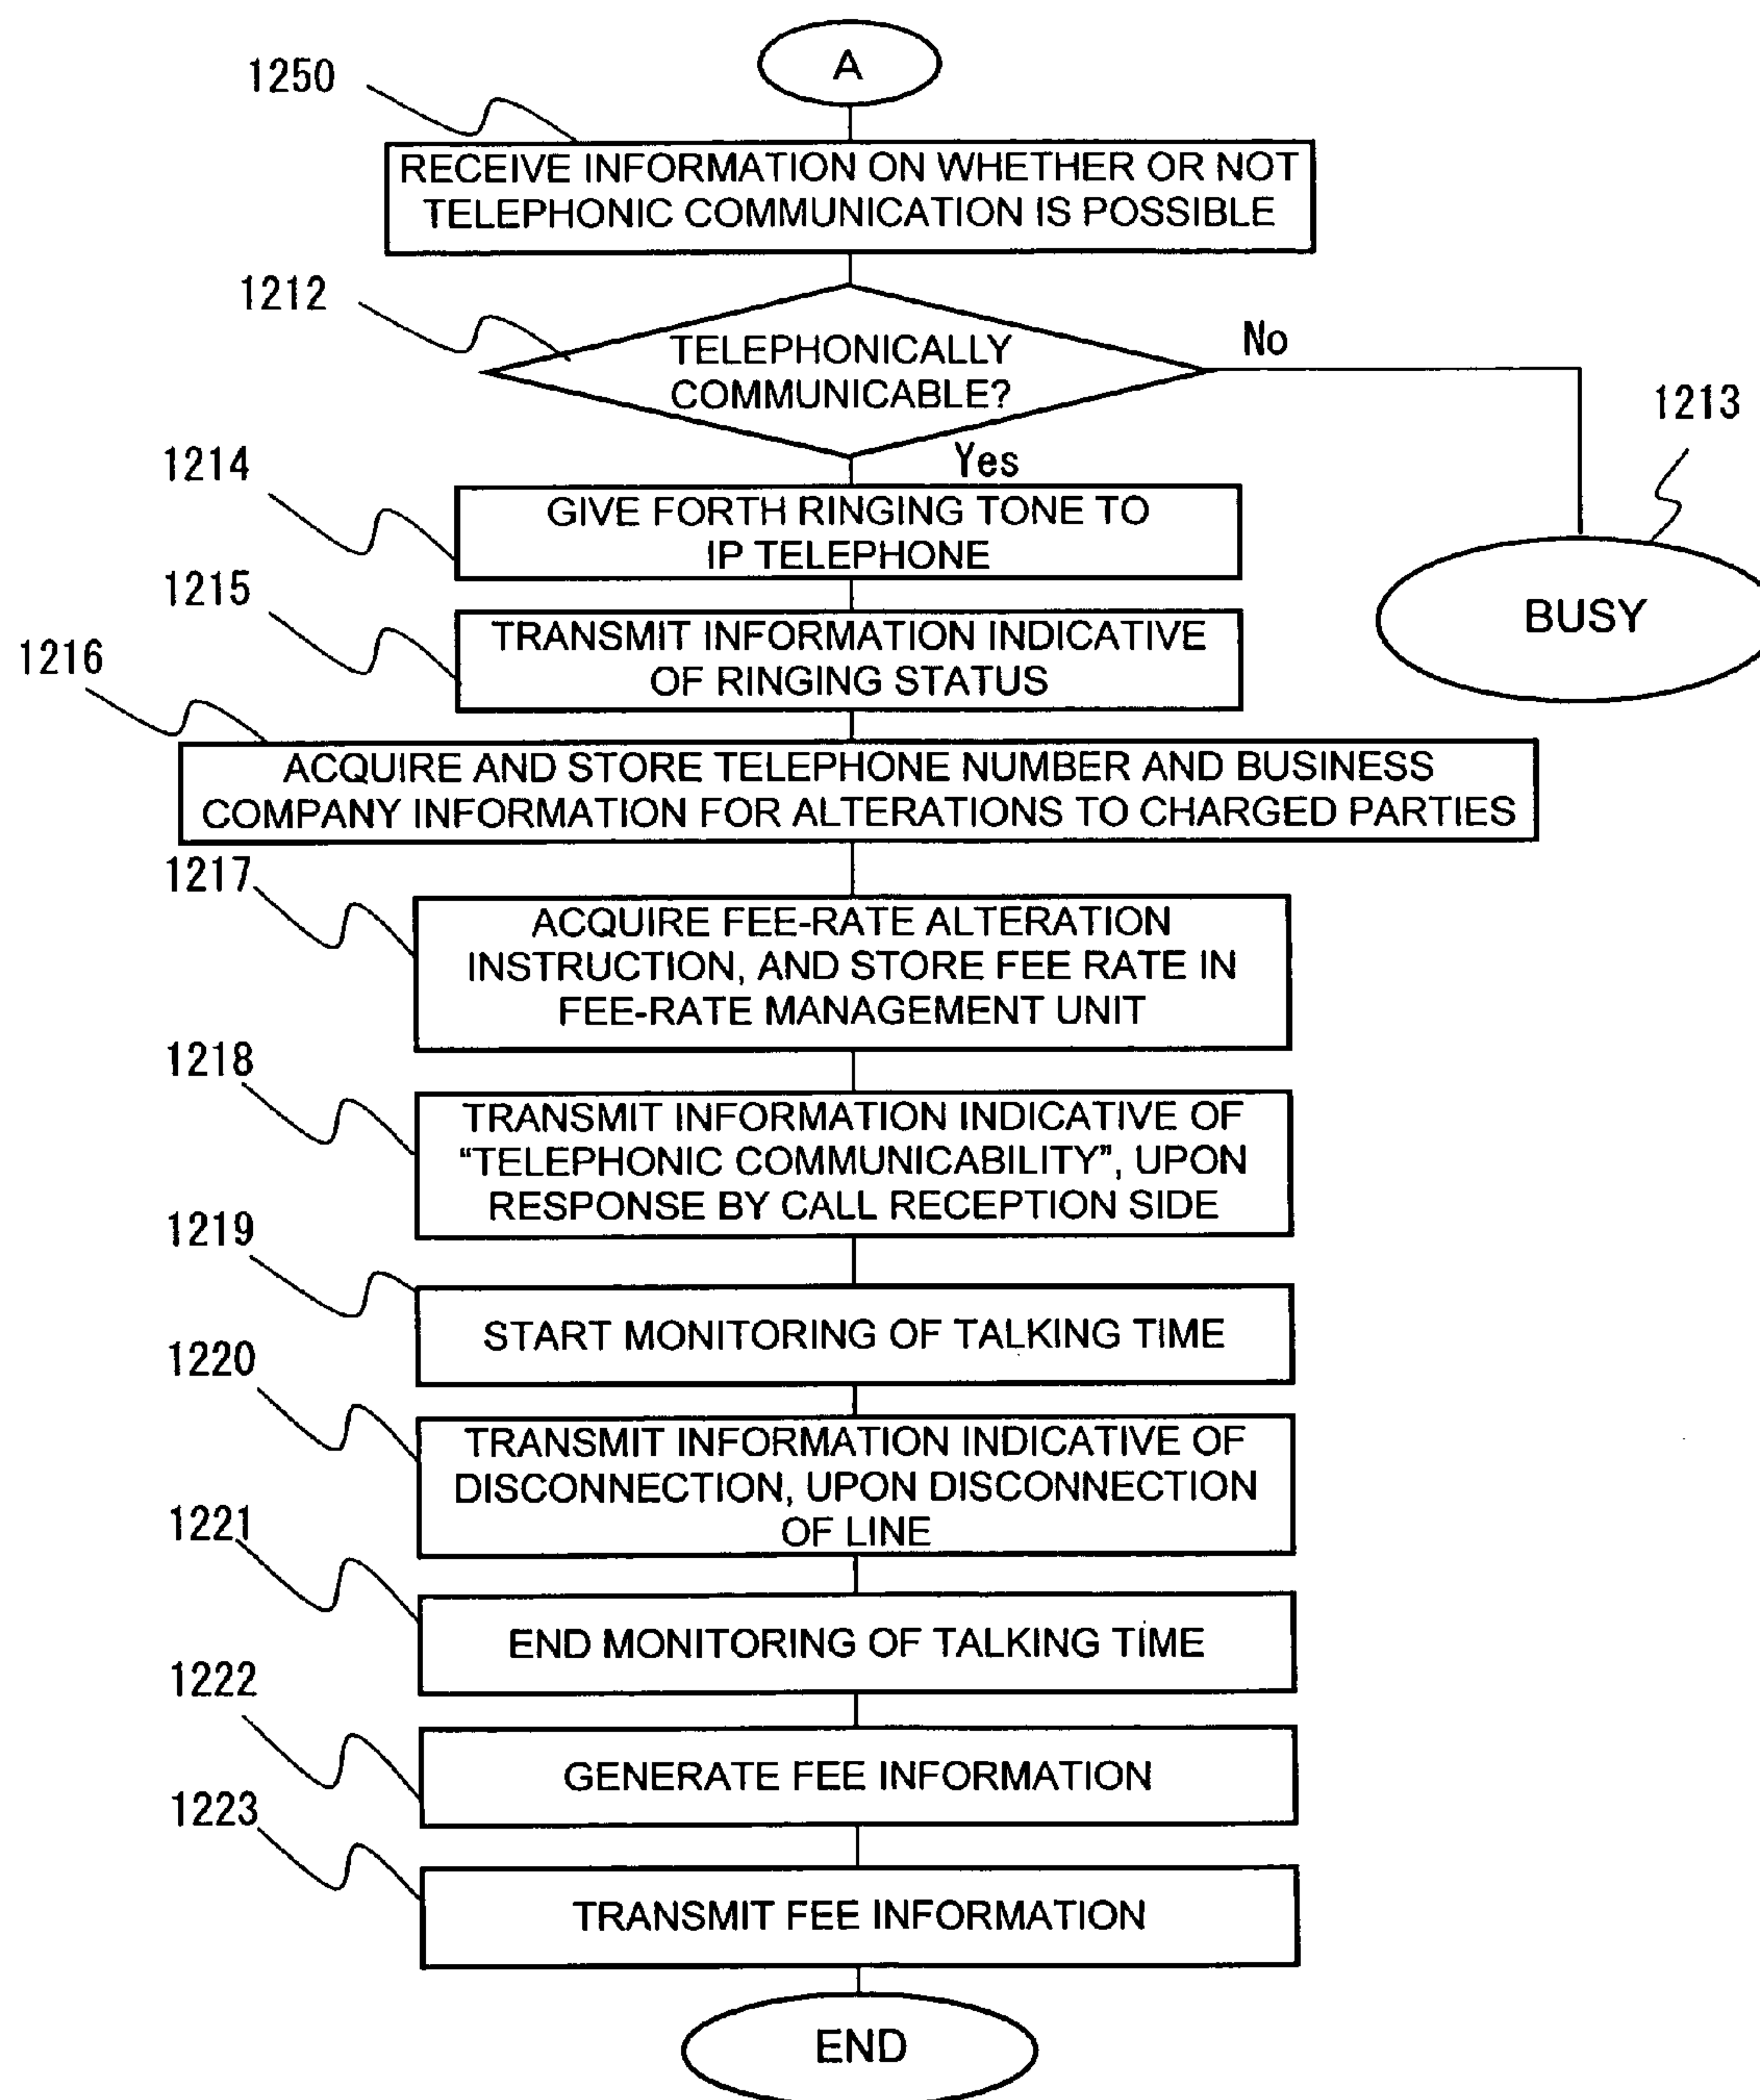 A
1250
RECEIVE INFORMATION ON WHETHER OR NOT
TELEPHONIC COMMUNICATION IS POSSIBLE
1212
TELEPHONICALLY
COMMUNICABLE?
No
Yes
1213
BUSY
1214
GIVE FORTH RINGING TONE TO
IP TELEPHONE
1215
TRANSMIT INFORMATION INDICATIVE
OF RINGING STATUS
1216
ACQUIRE AND STORE TELEPHONE NUMBER AND BUSINESS
COMPANY INFORMATION FOR ALTERATIONS TO CHARGED PARTIES
1217
ACQUIRE FEE-RATE ALTERATION
INSTRUCTION, AND STORE FEE RATE IN
FEE-RATE MANAGEMENT UNIT
1218
TRANSMIT INFORMATION INDICATIVE OF
“TELEPHONIC COMMUNICABILITY”, UPON
RESPONSE BY CALL RECEPTION SIDE
1219
START MONITORING OF TALKING TIME
1220
TRANSMIT INFORMATION INDICATIVE OF
DISCONNECTION, UPON DISCONNECTION
OF LINE
1221
END MONITORING OF TALKING TIME
1222
GENERATE FEE INFORMATION
1223
TRANSMIT FEE INFORMATION
END